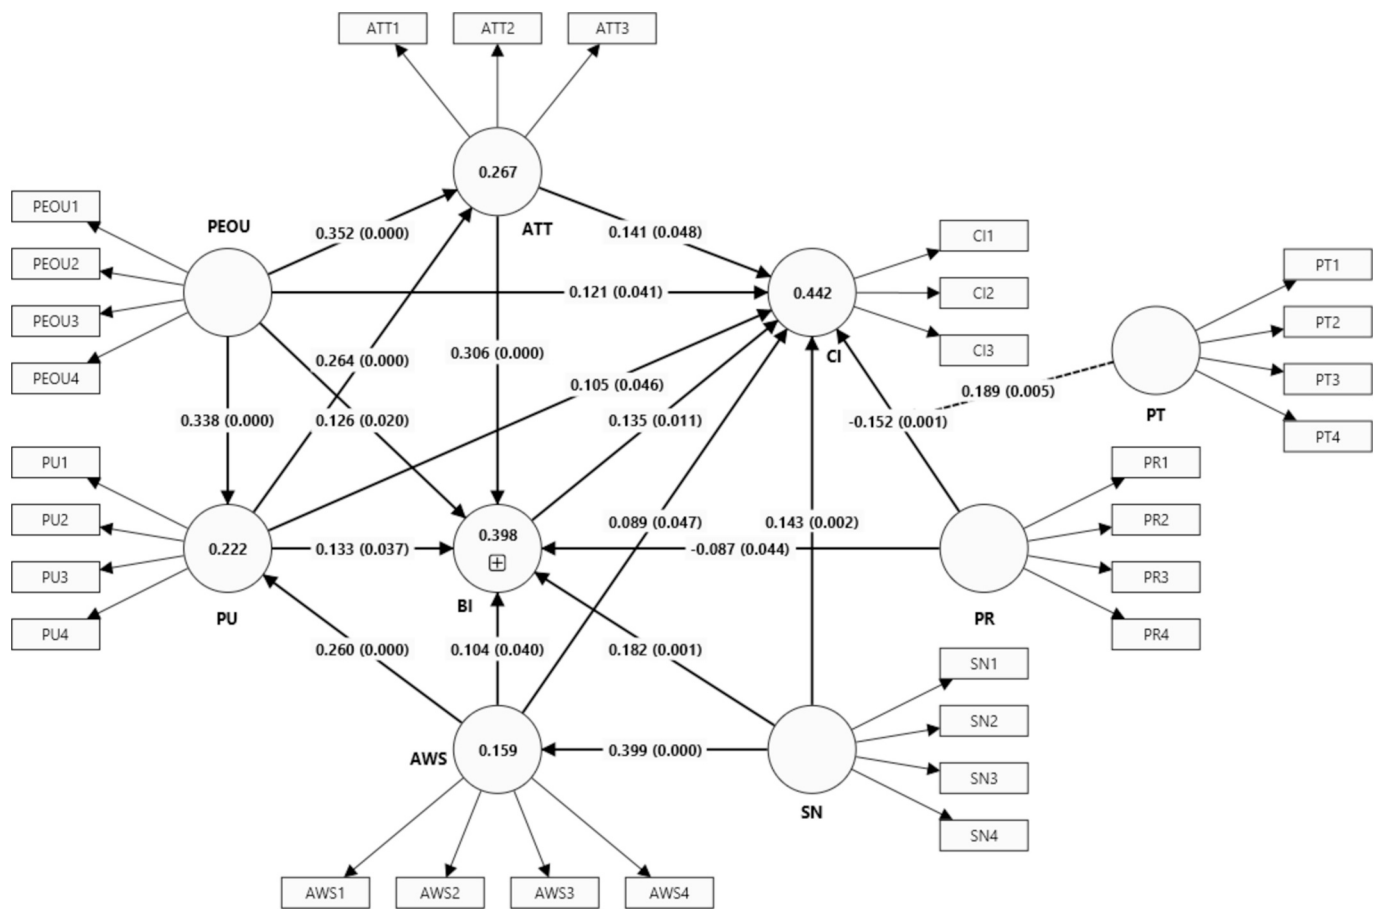 ATT1
ATT2
ATT3
0.267
ATT
PEOU1
PEOU2
PEOU3
PEOU4
PEOU
0.352 (0.000)
0.141 (0.048)
CI1
CI2
CI3
0.442
CI
0.121 (0.041)
PT1
PT2
PT3
PT4
PT
0.264 (0.000)
0.306 (0.000)
0.105 (0.046)
0.189 (0.005)
0.338 (0.000)
0.126 (0.020)
0.135 (0.011)
-0.152 (0.001)
PU1
PU2
PU3
PU4
0.222
PU
0.133 (0.037)
0.398
BI
0.089 (0.047)
0.143 (0.002)
-0.087 (0.044)
PR
PR1
PR2
PR3
PR4
0.260 (0.000)
0.104 (0.040)
0.182 (0.001)
SN1
SN2
SN3
SN4
AWS
0.159
0.399 (0.000)
SN
AWS1
AWS2
AWS3
AWS4